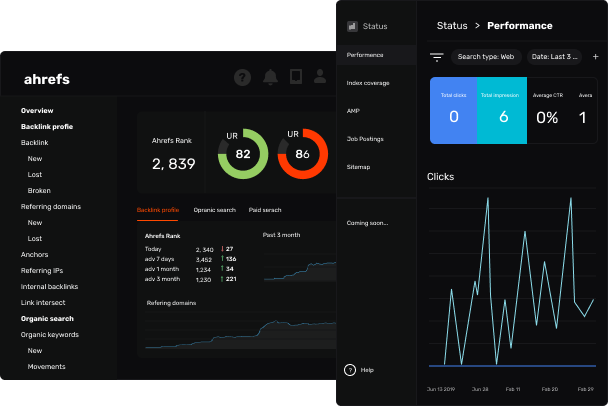 ahrefs
Overview
Backlink profie
Backlink
New
Lost
Broken
Referring domains
New
Lost
Anchors
Referring IPs
Internal backlinks
Link intersect
Organic search
Organic keywords
New
Movements
Ahrefs Rank
2, 839
UR
82
UR
86
Backlink profile
Opranic search
Paid serach
Ahrefs Rank
Today 2, 340 27
adv 7 days 3,452 136
adv 1 month 1,234 34
adv 3 month 1,230 221
Past 3 month
Refering domains
Status
Performence
Index coverage
AMP
Job Postings
Sitemap
Coming soon...
? Help
Status > Performance
Search type: Web
Date: Last 3 ...
+
Total clicks
0
Total impression
6
Average CTR
0%
Avera
1
Clicks
Jun 13 2019
Jun 28
Feb 11
Feb 20
Feb 29